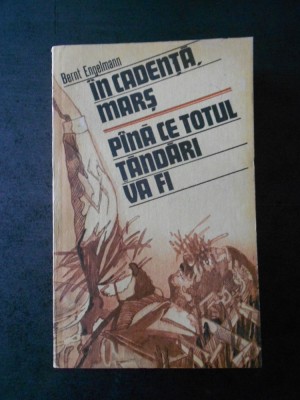 Bernt Engelmann
ÎN CADENȚĂ,
MARȘ
PÎNĂ CE TOTUL
ȚĂNDĂRI
VA FI